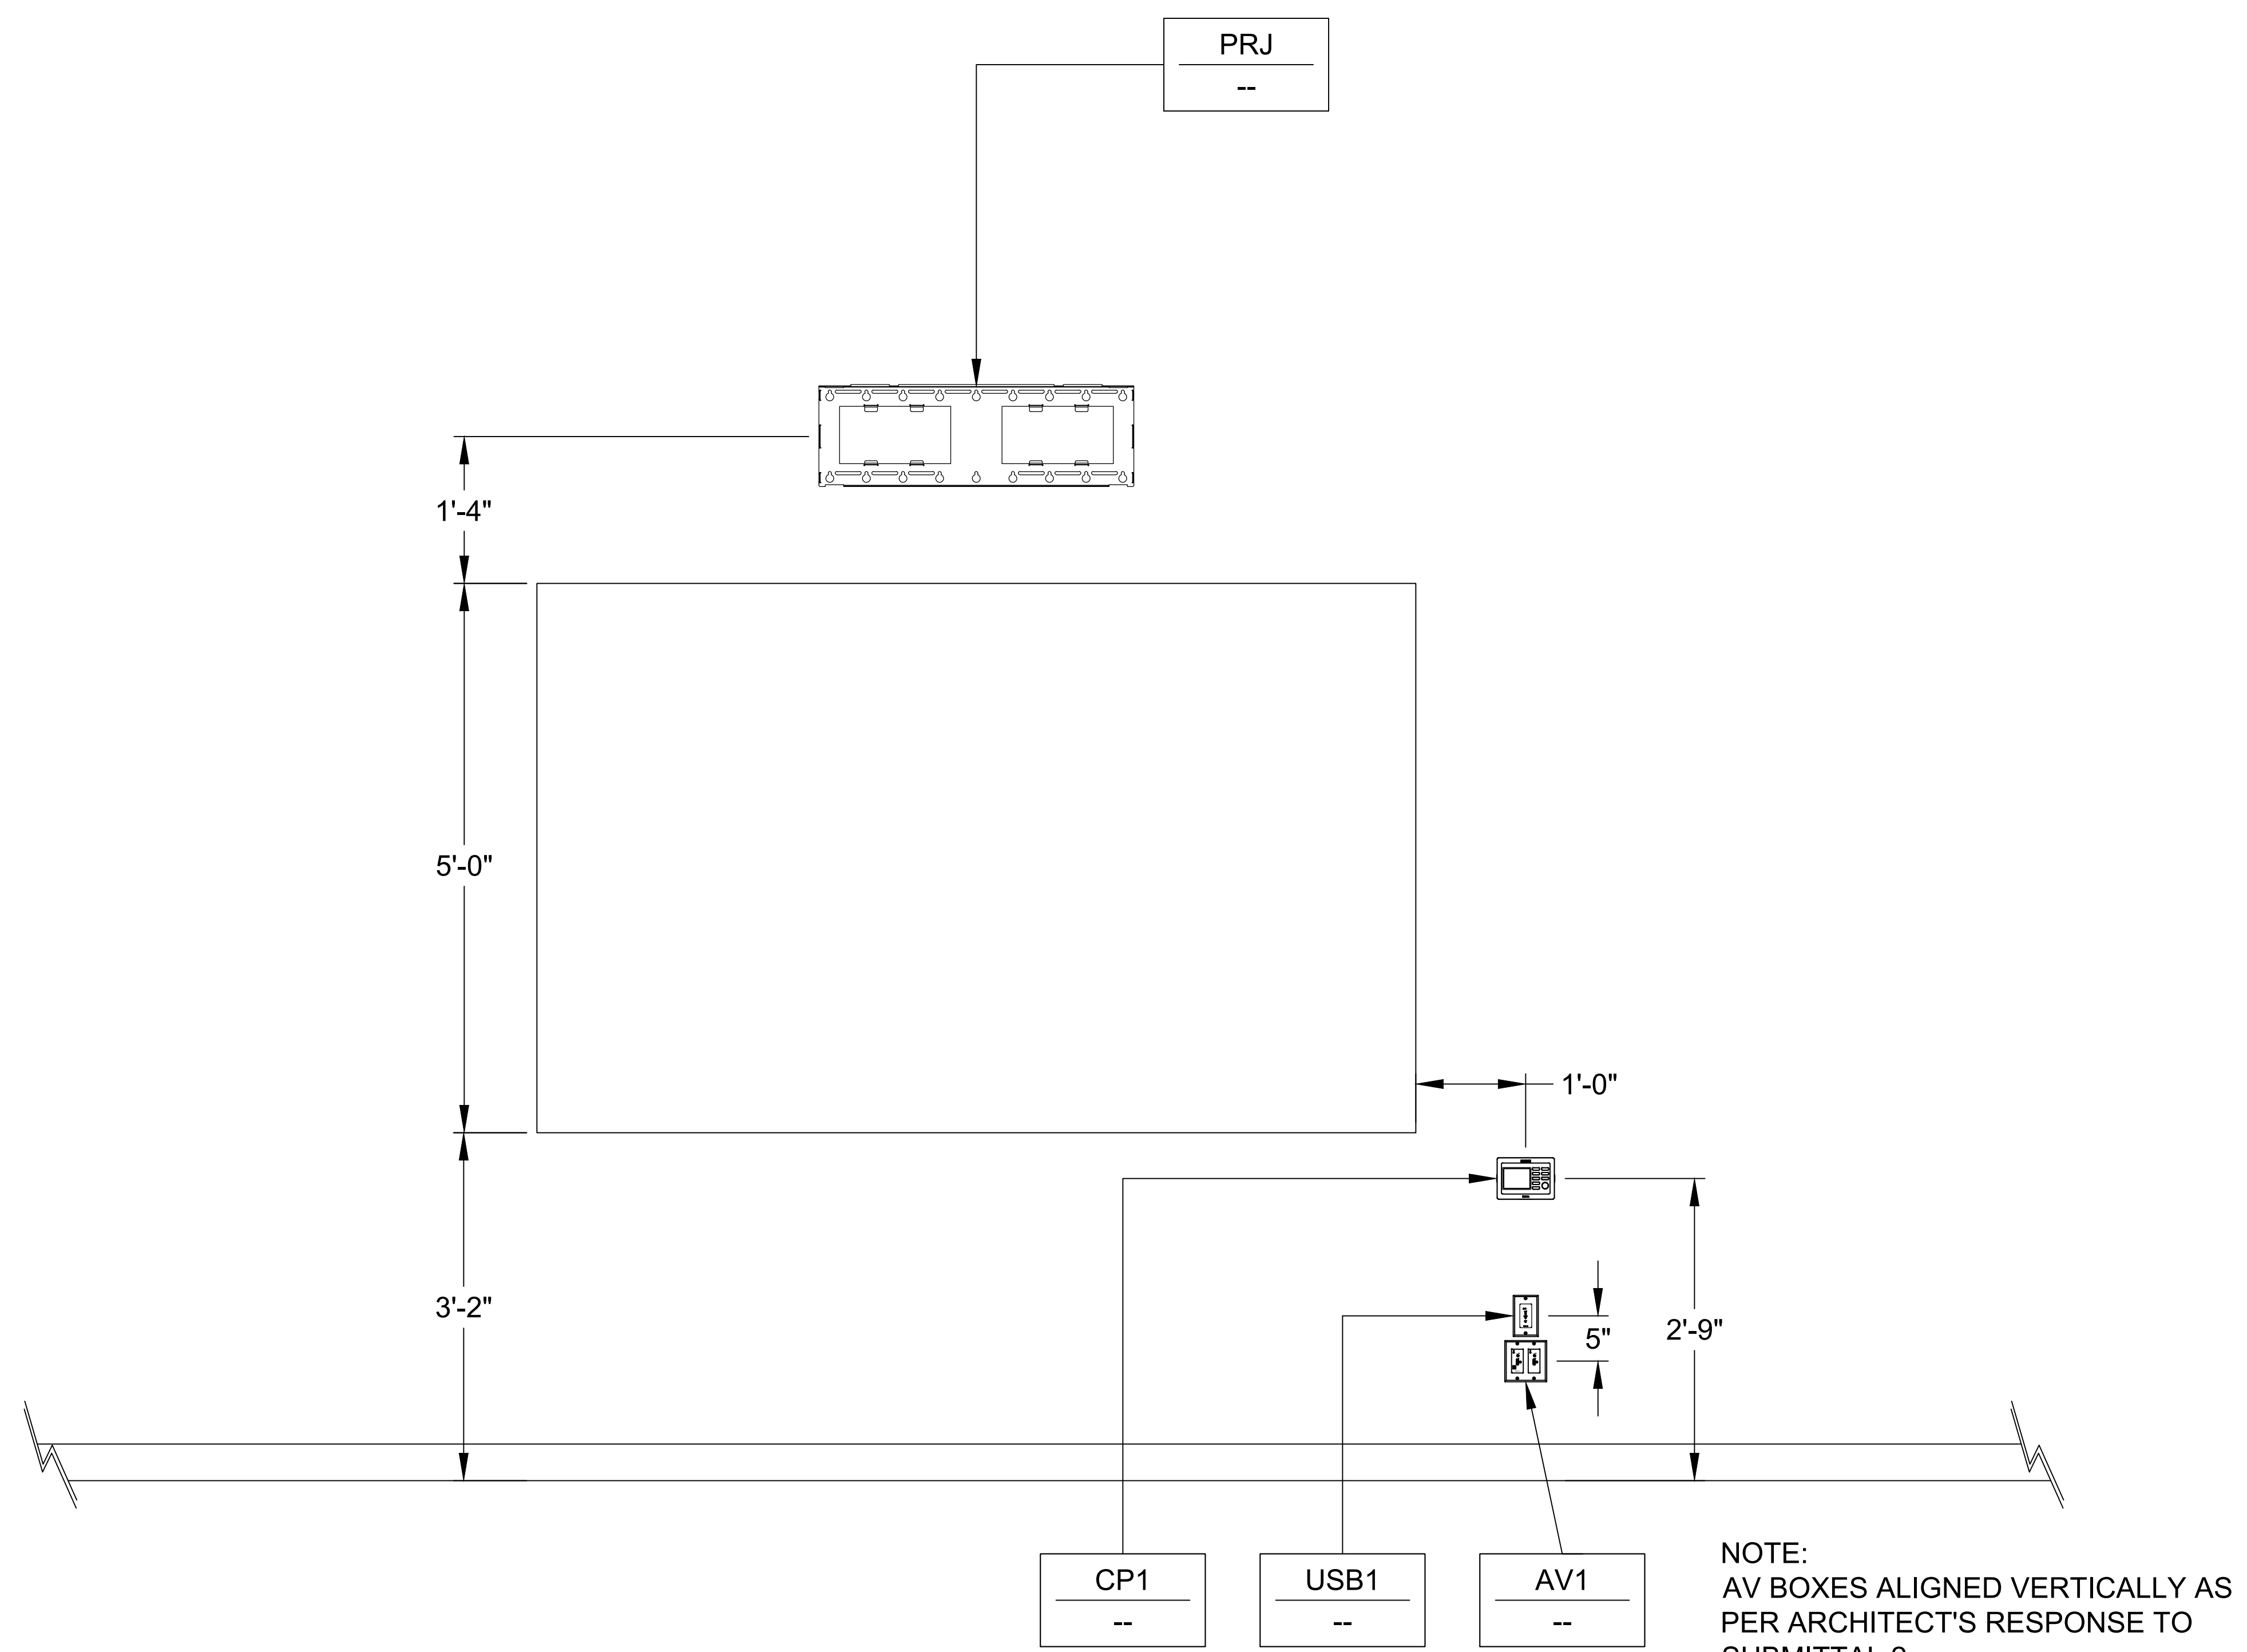 PRJ
--
1'-4"
5'-0"
1'-0"
3'-2"
5"
2'-9"
CP1
--
USB1
--
AV1
--
NOTE:
AV BOXES ALIGNED VERTICALLY AS
PER ARCHITECT'S RESPONSE TO